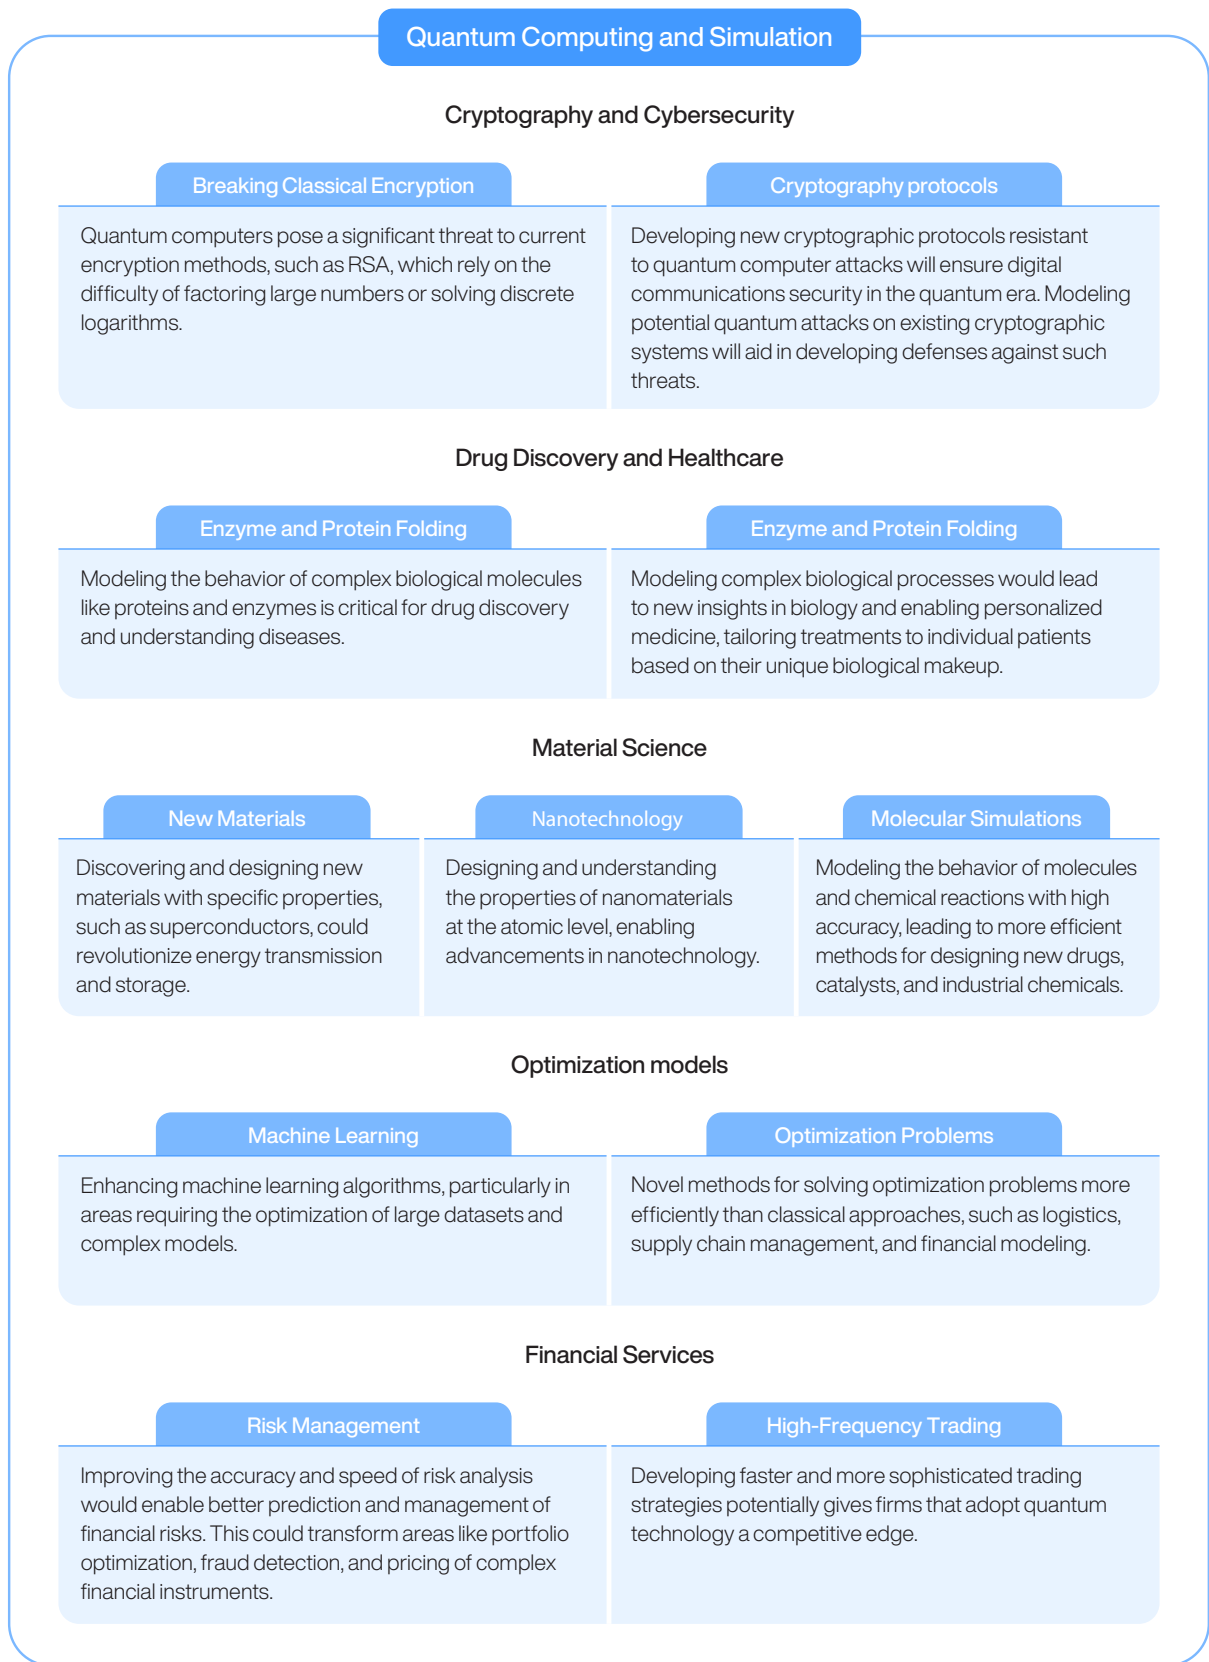 Quantum Computing and Simulation
Cryptography and Cybersecurity
Breaking Classical Encryption
Quantum computers pose a significant threat to current
encryption methods, such as RSA, which rely on the
difficulty of factoring large numbers or solving discrete
logarithms.
Cryptography protocols
Developing new cryptographic protocols resistant
to quantum computer attacks will ensure digital
communications security in the quantum era. Modeling
potential quantum attacks on existing cryptographic
systems will aid in developing defenses against such
threats.
Drug Discovery and Healthcare
Enzyme and Protein Folding
Modeling the behavior of complex biological molecules
like proteins and enzymes is critical for drug discovery
and understanding diseases.
Enzyme and Protein Folding
Modeling complex biological processes would lead
to new insights in biology and enabling personalized
medicine, tailoring treatments to individual patients
based on their unique biological makeup.
Material Science
New Materials
Discovering and designing new
materials with specific properties,
such as superconductors, could
revolutionize energy transmission
and storage.
Nanotechnology
Designing and understanding
the properties of nanomaterials
at the atomic level, enabling
advancements in nanotechnology.
Molecular Simulations
Modeling the behavior of molecules
and chemical reactions with high
accuracy, leading to more efficient
methods for designing new drugs,
catalysts, and industrial chemicals.
Optimization models
Machine Learning
Enhancing machine learning algorithms, particularly in
areas requiring the optimization of large datasets and
complex models.
Optimization Problems
Novel methods for solving optimization problems more
efficiently than classical approaches, such as logistics,
supply chain management, and financial modeling.
Financial Services
Risk Management
Improving the accuracy and speed of risk analysis
would enable better prediction and management of
financial risks. This could transform areas like portfolio
optimization, fraud detection, and pricing of complex
financial instruments.
High-Frequency Trading
Developing faster and more sophisticated trading
strategies potentially gives firms that adopt quantum
technology a competitive edge.